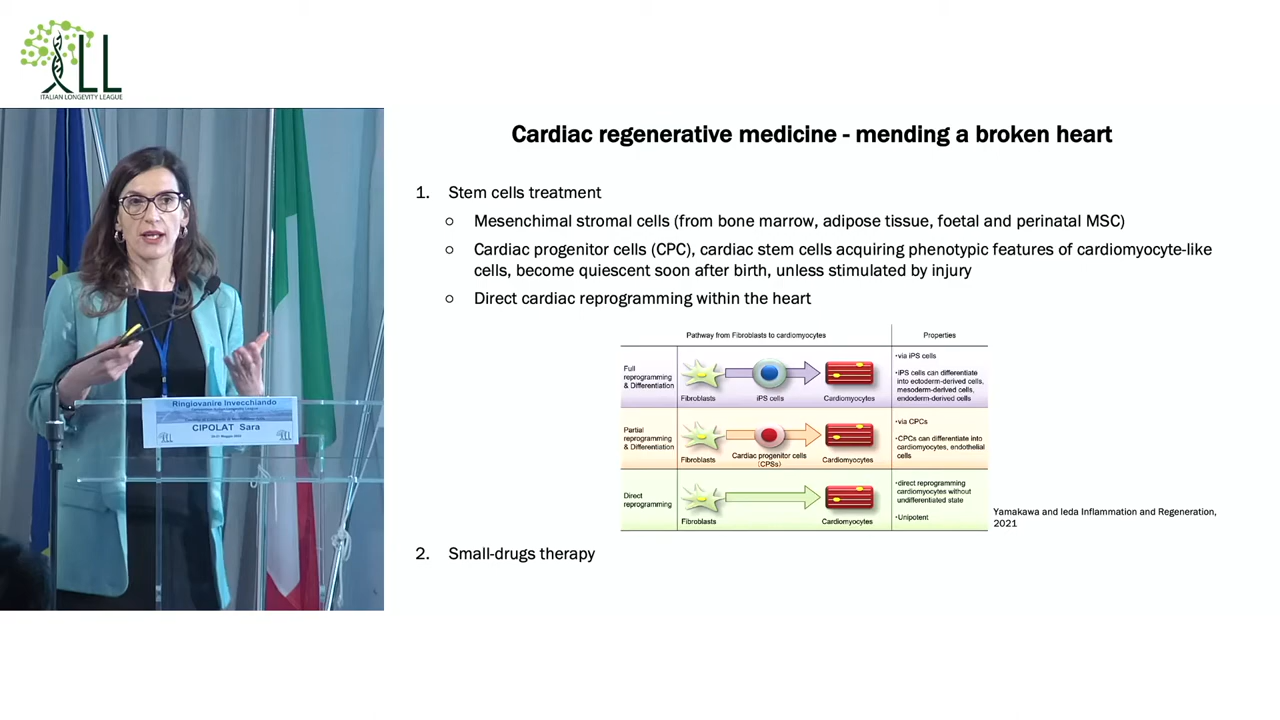 LL
ITALIAN LONGEVITY LEAGUE
Cardiac regenerative medicine - mending a broken heart
1. Stem cells treatment
○ Mesenchimal stromal cells (from bone marrow, adipose tissue, foetal and perinatal MSC)
○ Cardiac progenitor cells (CPC), cardiac stem cells acquiring phenotypic features of cardiomyocyte-like
cells, become quiescent soon after birth, unless stimulated by injury
○ Direct cardiac reprogramming within the heart
Pathway from Fibroblasts to cardiomyocytes
Properties
Full
reprogramming
& Differentiation
Fibroblasts
iPS cells
Cardiomyocytes
•via iPS cells
•iPS cells can differentiate
into ectoderm-derived cells,
mesoderm-derived cells,
endoderm-derived cells
Partial
reprogramming
& Differentiation
Fibroblasts
Cardiac progenitor cells
(CPSs)
Cardiomyocytes
•via CPCs
•CPCs can differentiate into
cardiomyocytes, endothelial
cells
Direct
reprogramming
Fibroblasts
Cardiomyocytes
•direct reprogramming
cardiomyocytes without
undifferentiated state
•Unipotent
Yamakawa and Ieda Inflammation and Regeneration,
2021
2. Small-drugs therapy
Ringiovanire Invecchiando
CIPOLAT Sara